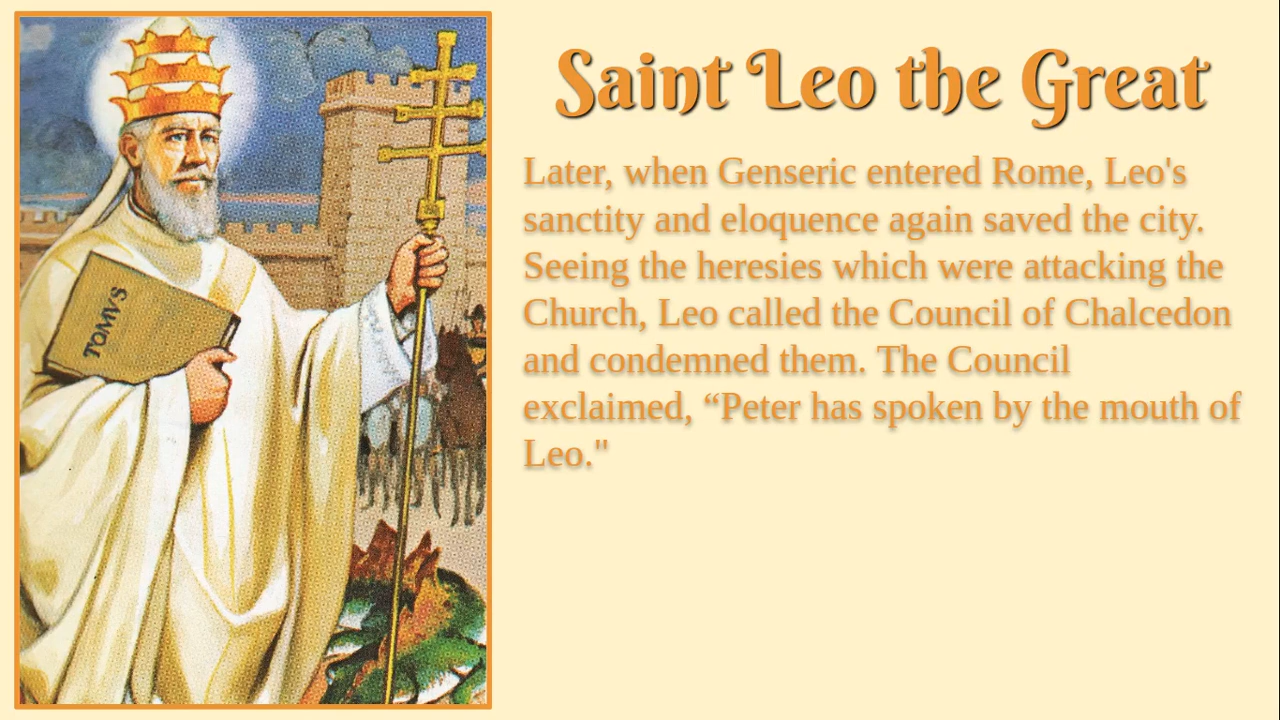 Saint Leo the Great
Later, when Genseric entered Rome, Leo's
sanctity and eloquence again saved the city.
Seeing the heresies which were attacking the
Church, Leo called the Council of Chalcedon
and condemned them. The Council
exclaimed, “Peter has spoken by the mouth of
Leo."
TOMVS